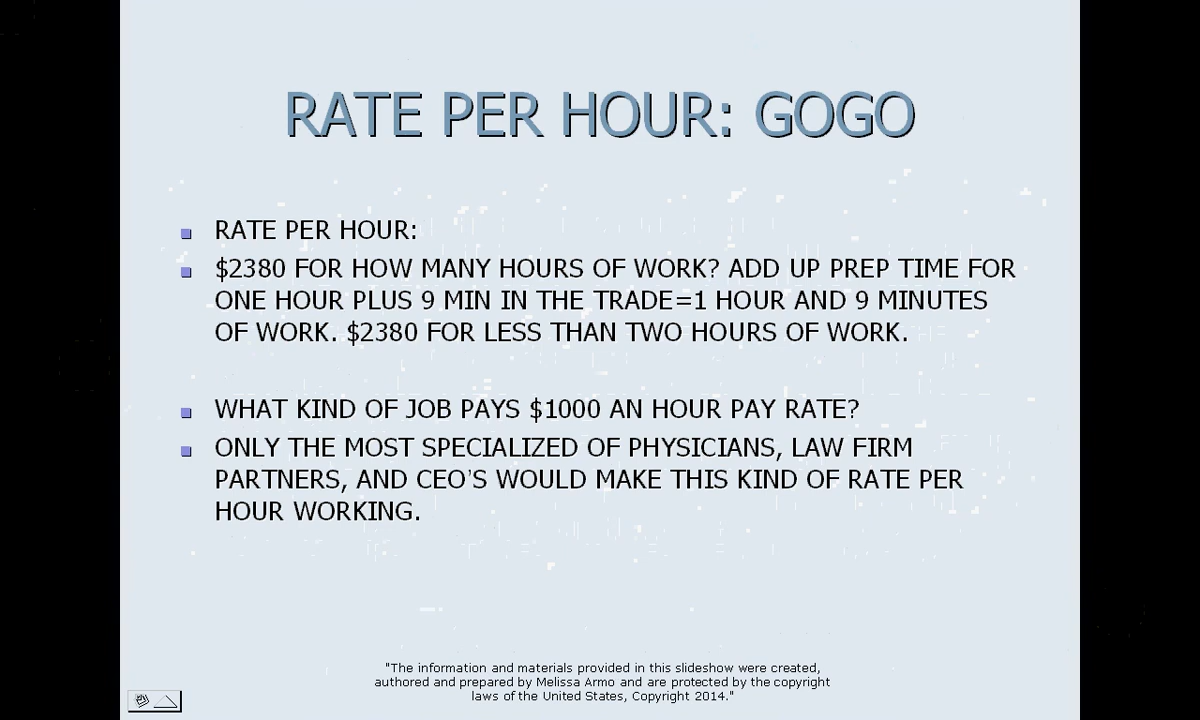 RATE PER HOUR: GOGO
RATE PER HOUR:
$2380 FOR HOW MANY HOURS OF WORK? ADD UP PREP TIME FOR
ONE HOUR PLUS 9 MIN IN THE TRADE=1 HOUR AND 9 MINUTES
OF WORK. $2380 FOR LESS THAN TWO HOURS OF WORK.
WHAT KIND OF JOB PAYS $1000 AN HOUR PAY RATE?
ONLY THE MOST SPECIALIZED OF PHYSICIANS, LAW FIRM
PARTNERS, AND CEO'S WOULD MAKE THIS KIND OF RATE PER
HOUR WORKING.
"The information and materials provided in this slideshow were created,
authored and prepared by Melissa Armo and are protected by the copyright
laws of the United States, Copyright 2014."